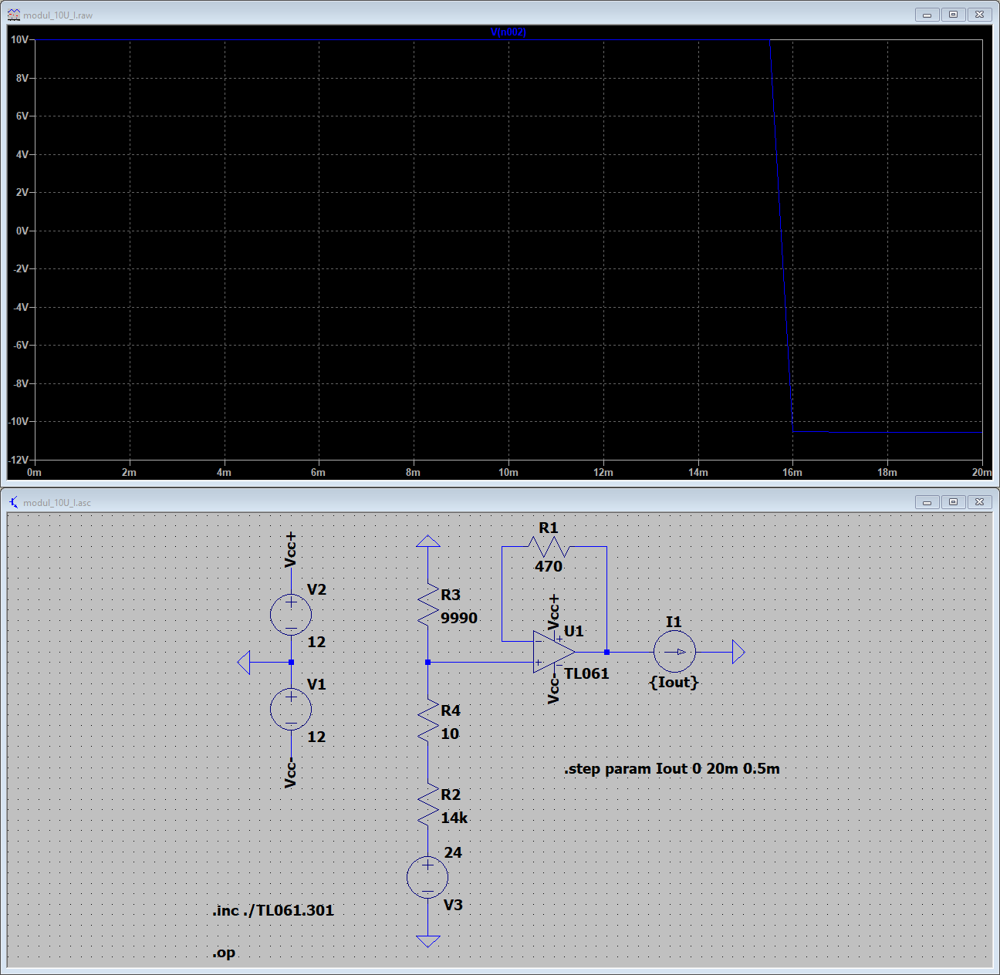 modul_10U_I.raw
V(n002)
10V
8V
6V
4V
2V
0V
-2V
-4V
-6V
-8V
-10V
-12V
0m 2m 4m 6m 8m 10m 12m 14m 16m 18m 20m
modul_10U_I.asc
Vcc+
V2
12
V1
12
Vcc-
R3
9990
R4
10
R2
14k
24
V3
R1
470
Vcc+
U1
TL061
Vcc-
I1
{Iout}
.step param Iout 0 20m 0.5m
.inc ./TL061.301
.op